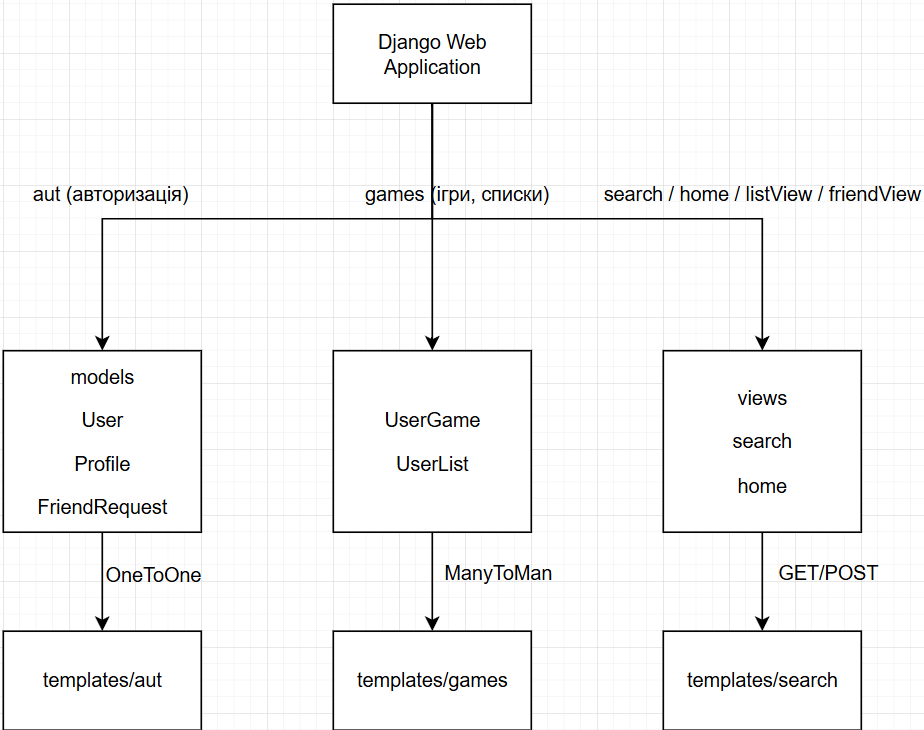 Django Web
Application
aut (авторизація)
games (ігри, списки)
search / home / listView / friendView
models
User
Profile
FriendRequest
UserGame
UserList
views
search
home
OneToOne
ManyToMan
GET/POST
templates/aut
templates/games
templates/search